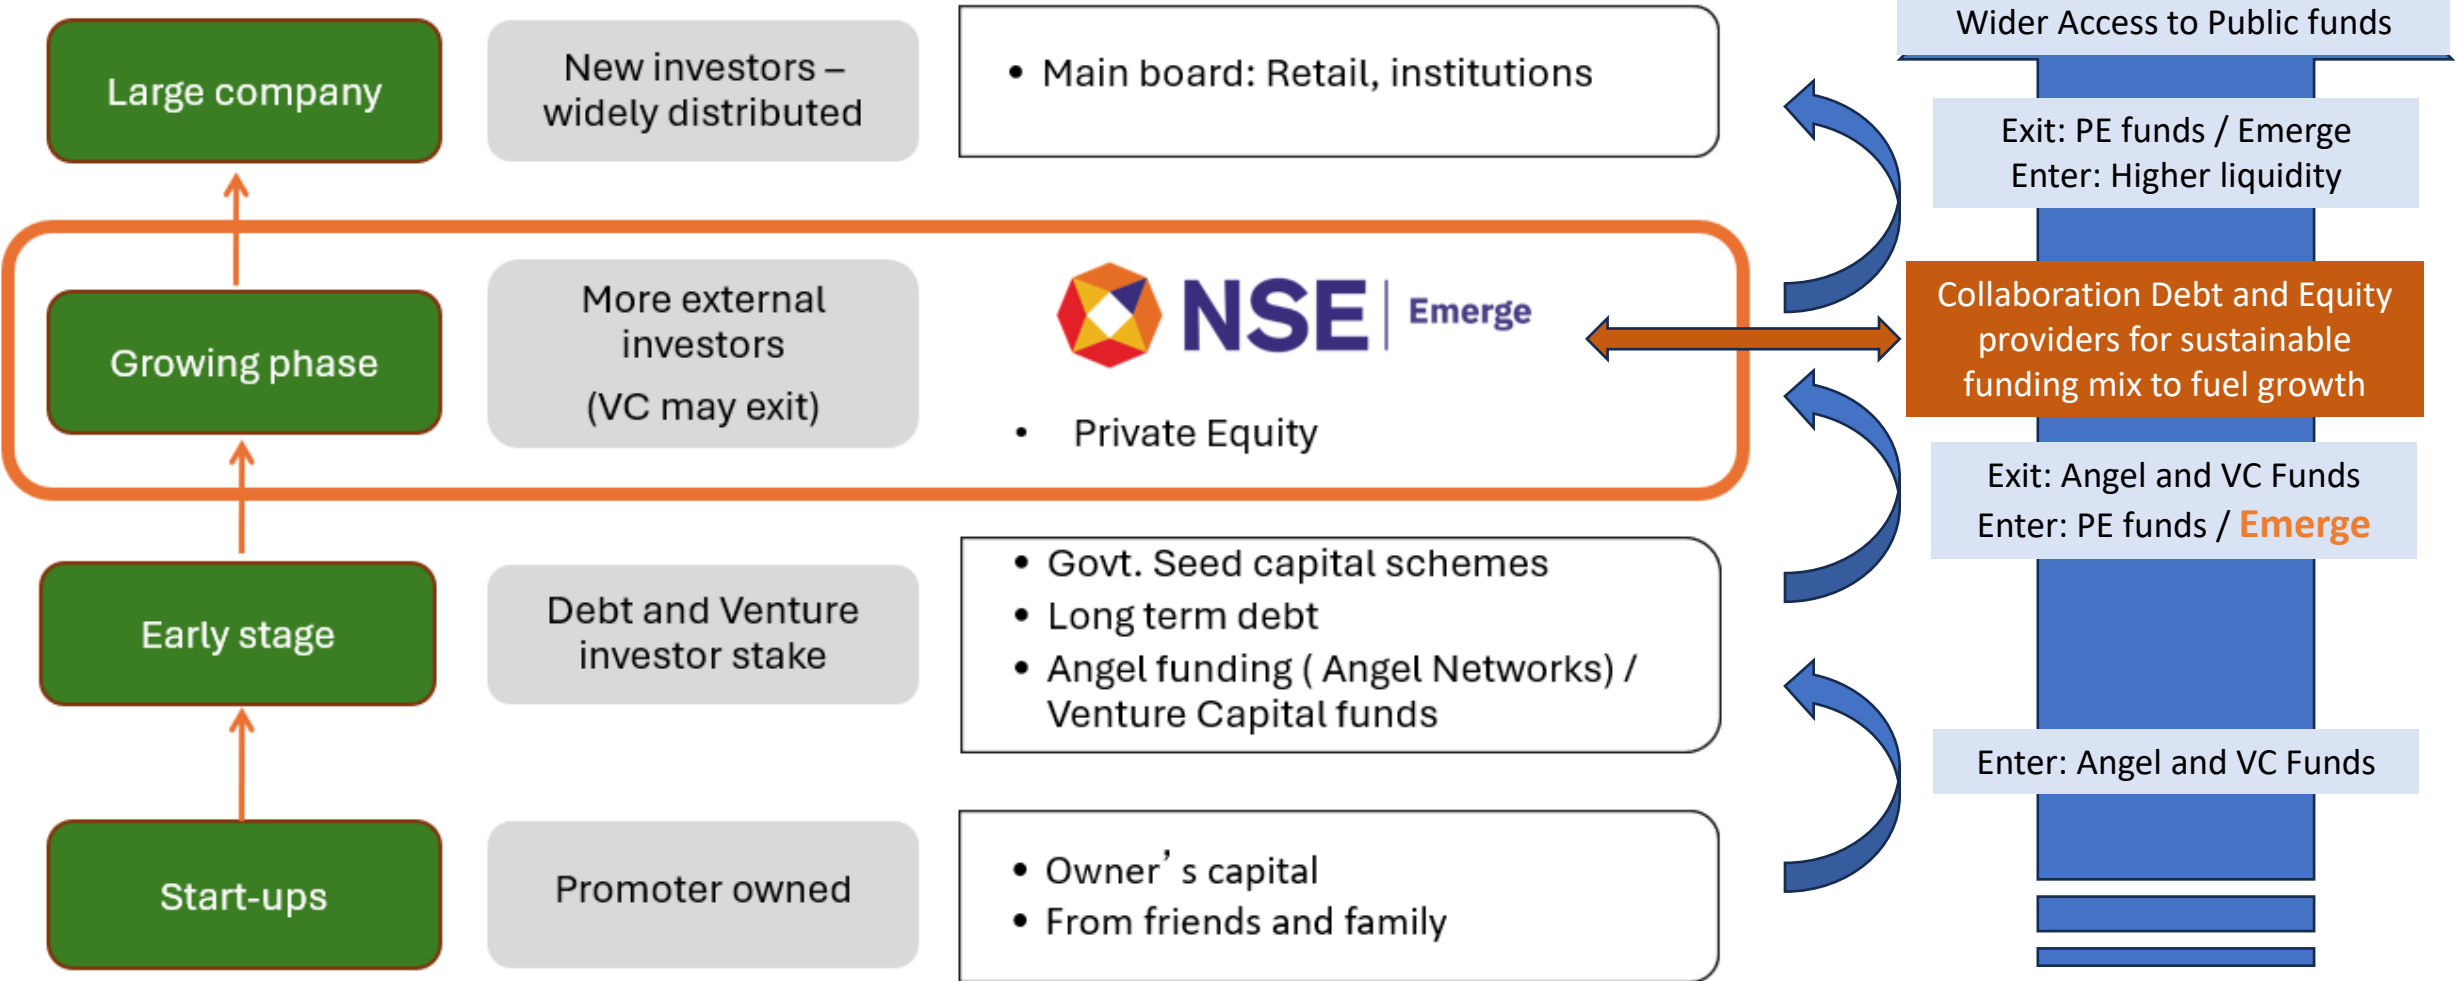 Large company
New investors –
widely distributed
• Main board: Retail, institutions
Wider Access to Public funds
Exit: PE funds / Emerge
Enter: Higher liquidity
Growing phase
More external
investors
(VC may exit)
NSE | Emerge
• Private Equity
Collaboration Debt and Equity
providers for sustainable
funding mix to fuel growth
Exit: Angel and VC Funds
Enter: PE funds / Emerge
Early stage
Debt and Venture
investor stake
• Govt. Seed capital schemes
• Long term debt
• Angel funding ( Angel Networks) /
Venture Capital funds
Enter: Angel and VC Funds
Start-ups
Promoter owned
• Owner’ s capital
• From friends and family